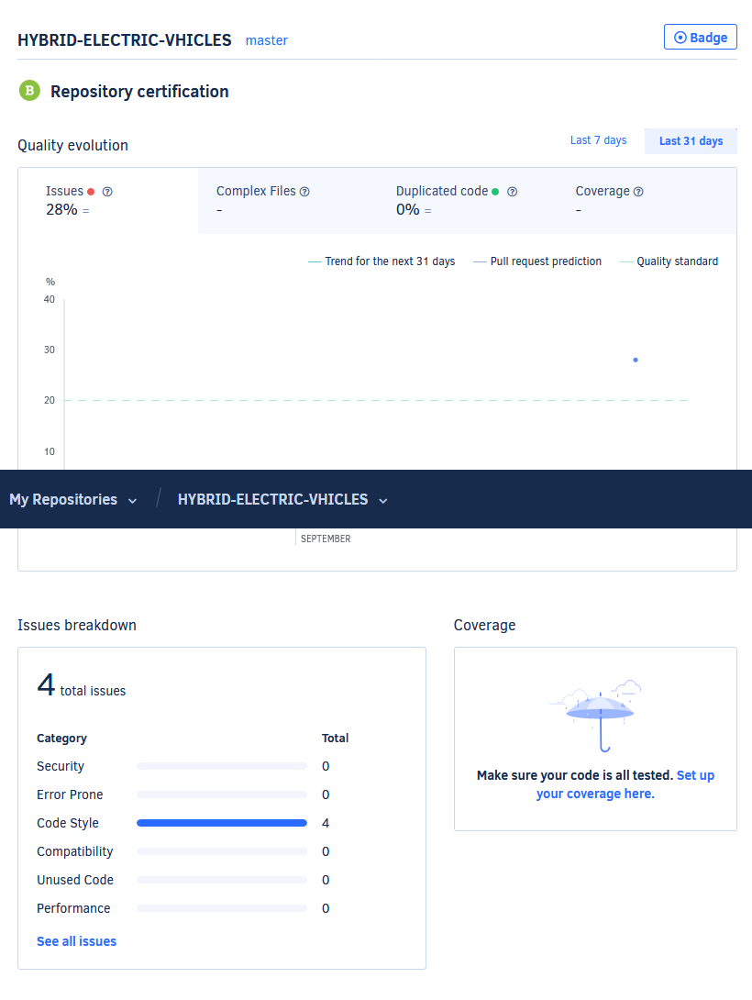 HYBRID-ELECTRIC-VHICLES master Badge
B Repository certification
Quality evolution Last 7 days Last 31 days
Issues Complex Files Duplicated code Coverage
28% = - 0% = -
Trend for the next 31 days Pull request prediction Quality standard
%
40
30
20
10
My Repositories / HYBRID-ELECTRIC-VHICLES
SEPTEMBER
Issues breakdown Coverage
4 total issues
Category Total
Security 0
Error Prone 0
Code Style 4
Compatibility 0
Unused Code 0
Performance 0
See all issues
Make sure your code is all tested. Set up
your coverage here.